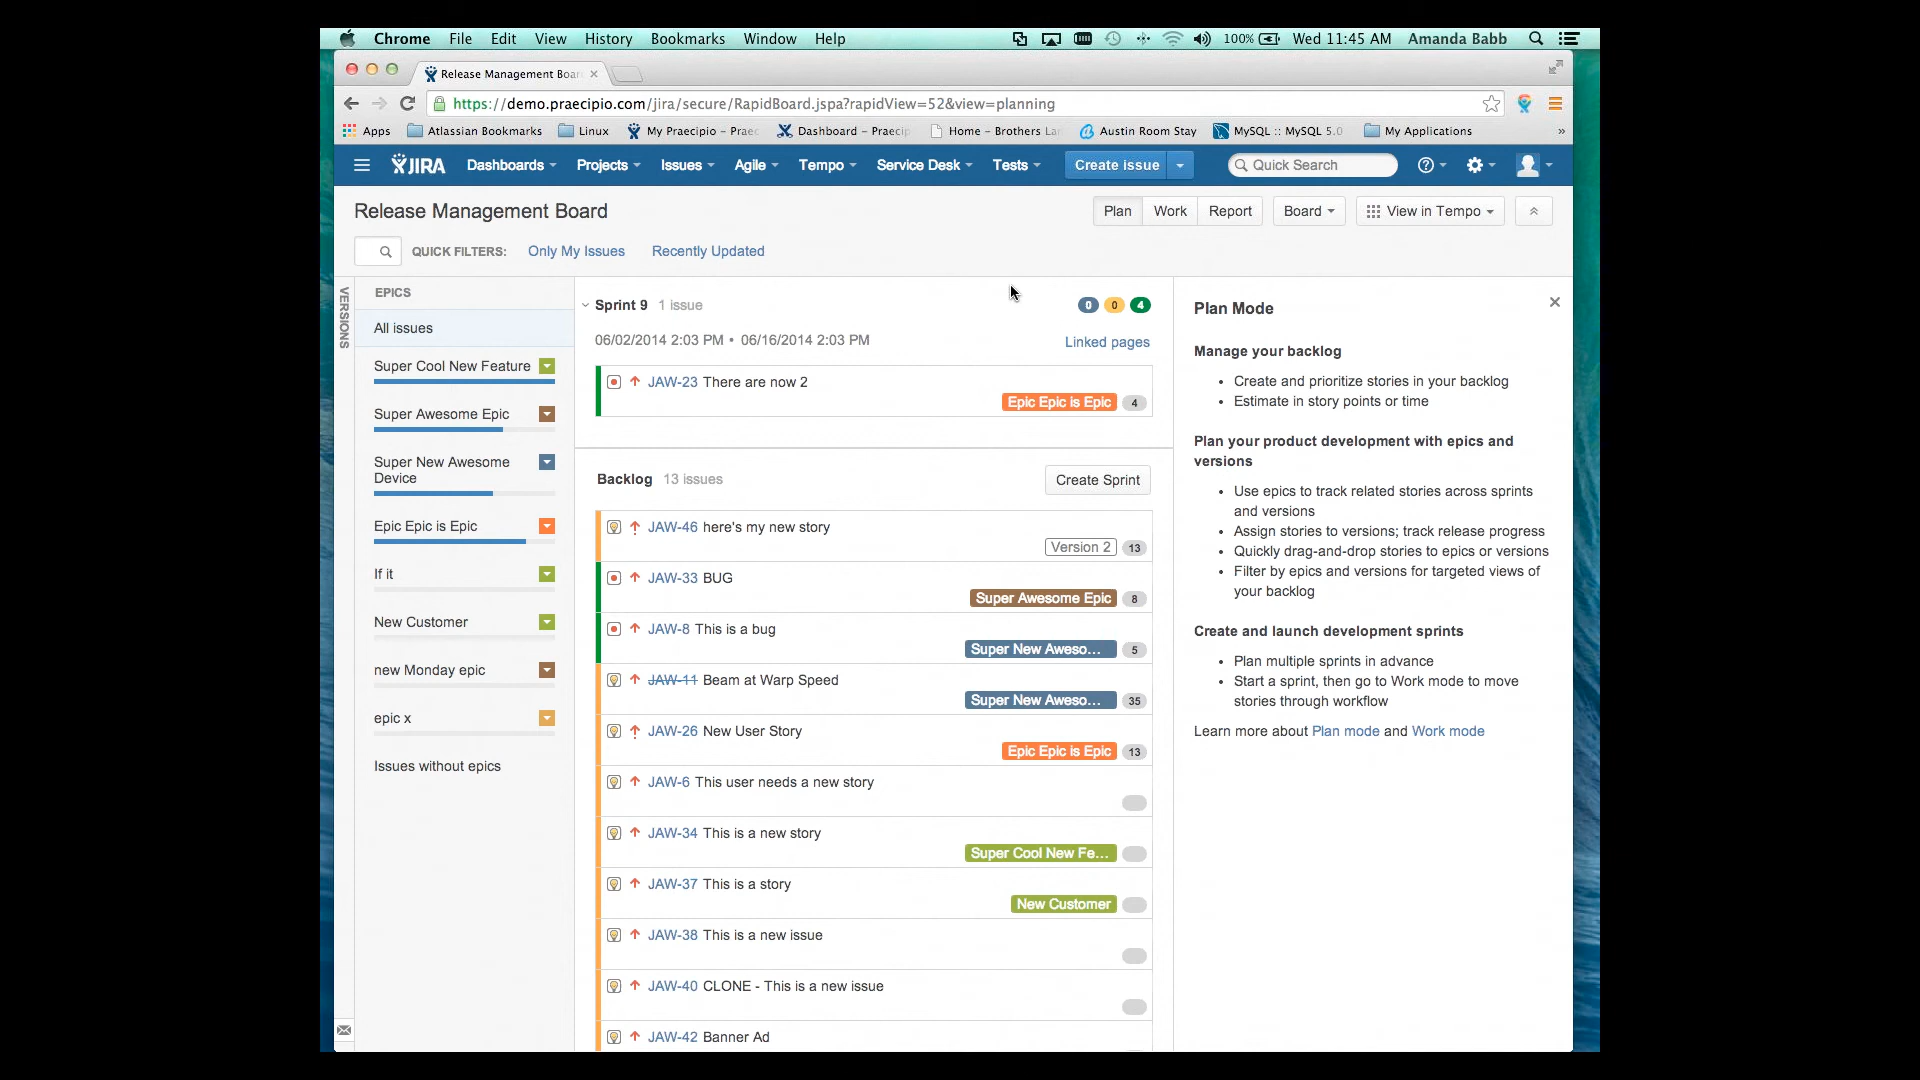 Chrome File Edit View History Bookmarks Window Help 100% Wed 11:45 AM Amanda Babb
Release Management Boar
https://demo.praecipio.com/jira/secure/RapidBoard.jspa?rapidView=52&view=planning
Apps Atlassian Bookmarks Linux My Praecipio – Prae Dashboard – Praecip Home – Brothers La Austin Room Stay MySQL :: MySQL 5.0 My Applications »
JIRA Dashboards Projects Issues Agile Tempo Service Desk Tests Create issue Quick Search
Release Management Board Plan Work Report Board View in Tempo
QUICK FILTERS: Only My Issues Recently Updated
VERSIONS
EPICS
All issues
Super Cool New Feature
Super Awesome Epic
Super New Awesome
Device
Epic Epic is Epic
If it
New Customer
new Monday epic
epic x
Issues without epics
Sprint 9 1 issue 0 0 4
06/02/2014 2:03 PM • 06/16/2014 2:03 PM Linked pages
JAW-23 There are now 2
Epic Epic is Epic 4
Backlog 13 issues Create Sprint
JAW-46 here's my new story
Version 2 13
JAW-33 BUG
Super Awesome Epic 8
JAW-8 This is a bug
Super New Aweso... 5
JAW-11 Beam at Warp Speed
Super New Aweso... 35
JAW-26 New User Story
Epic Epic is Epic 13
JAW-6 This user needs a new story
JAW-34 This is a new story
Super Cool New Fe...
JAW-37 This is a story
New Customer
JAW-38 This is a new issue
JAW-40 CLONE - This is a new issue
JAW-42 Banner Ad
Plan Mode
Manage your backlog
• Create and prioritize stories in your backlog
• Estimate in story points or time
Plan your product development with epics and
versions
• Use epics to track related stories across sprints
and versions
• Assign stories to versions; track release progress
• Quickly drag-and-drop stories to epics or versions
• Filter by epics and versions for targeted views of
your backlog
Create and launch development sprints
• Plan multiple sprints in advance
• Start a sprint, then go to Work mode to move
stories through workflow
Learn more about Plan mode and Work mode